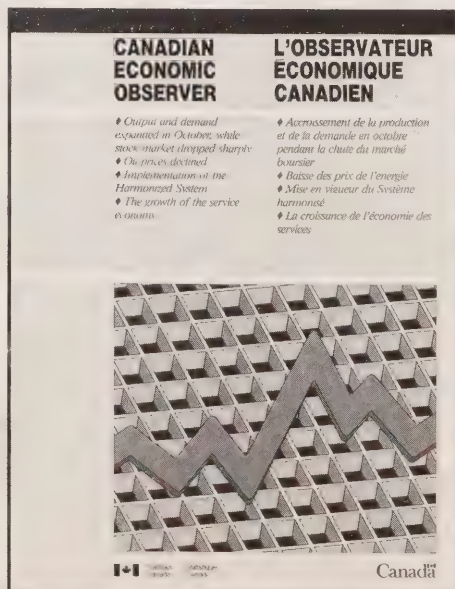 CANADIAN
ECONOMIC
OBSERVER
♦ Output and demand
expanded in October, while
stock market dropped sharply
♦ Oil prices declined
♦ Implementation of the
Harmonized System
♦ The growth of the service
economy
L'OBSERVATEUR
ÉCONOMIQUE
CANADIEN
♦ Accroissement de la production
et de la demande en octobre
pendant la chute du marché
boursier
♦ Baisse des prix de l'energie
♦ Mise en vigueur du Système
harmonsé
♦ La croissance de l'économie des
services
Canada